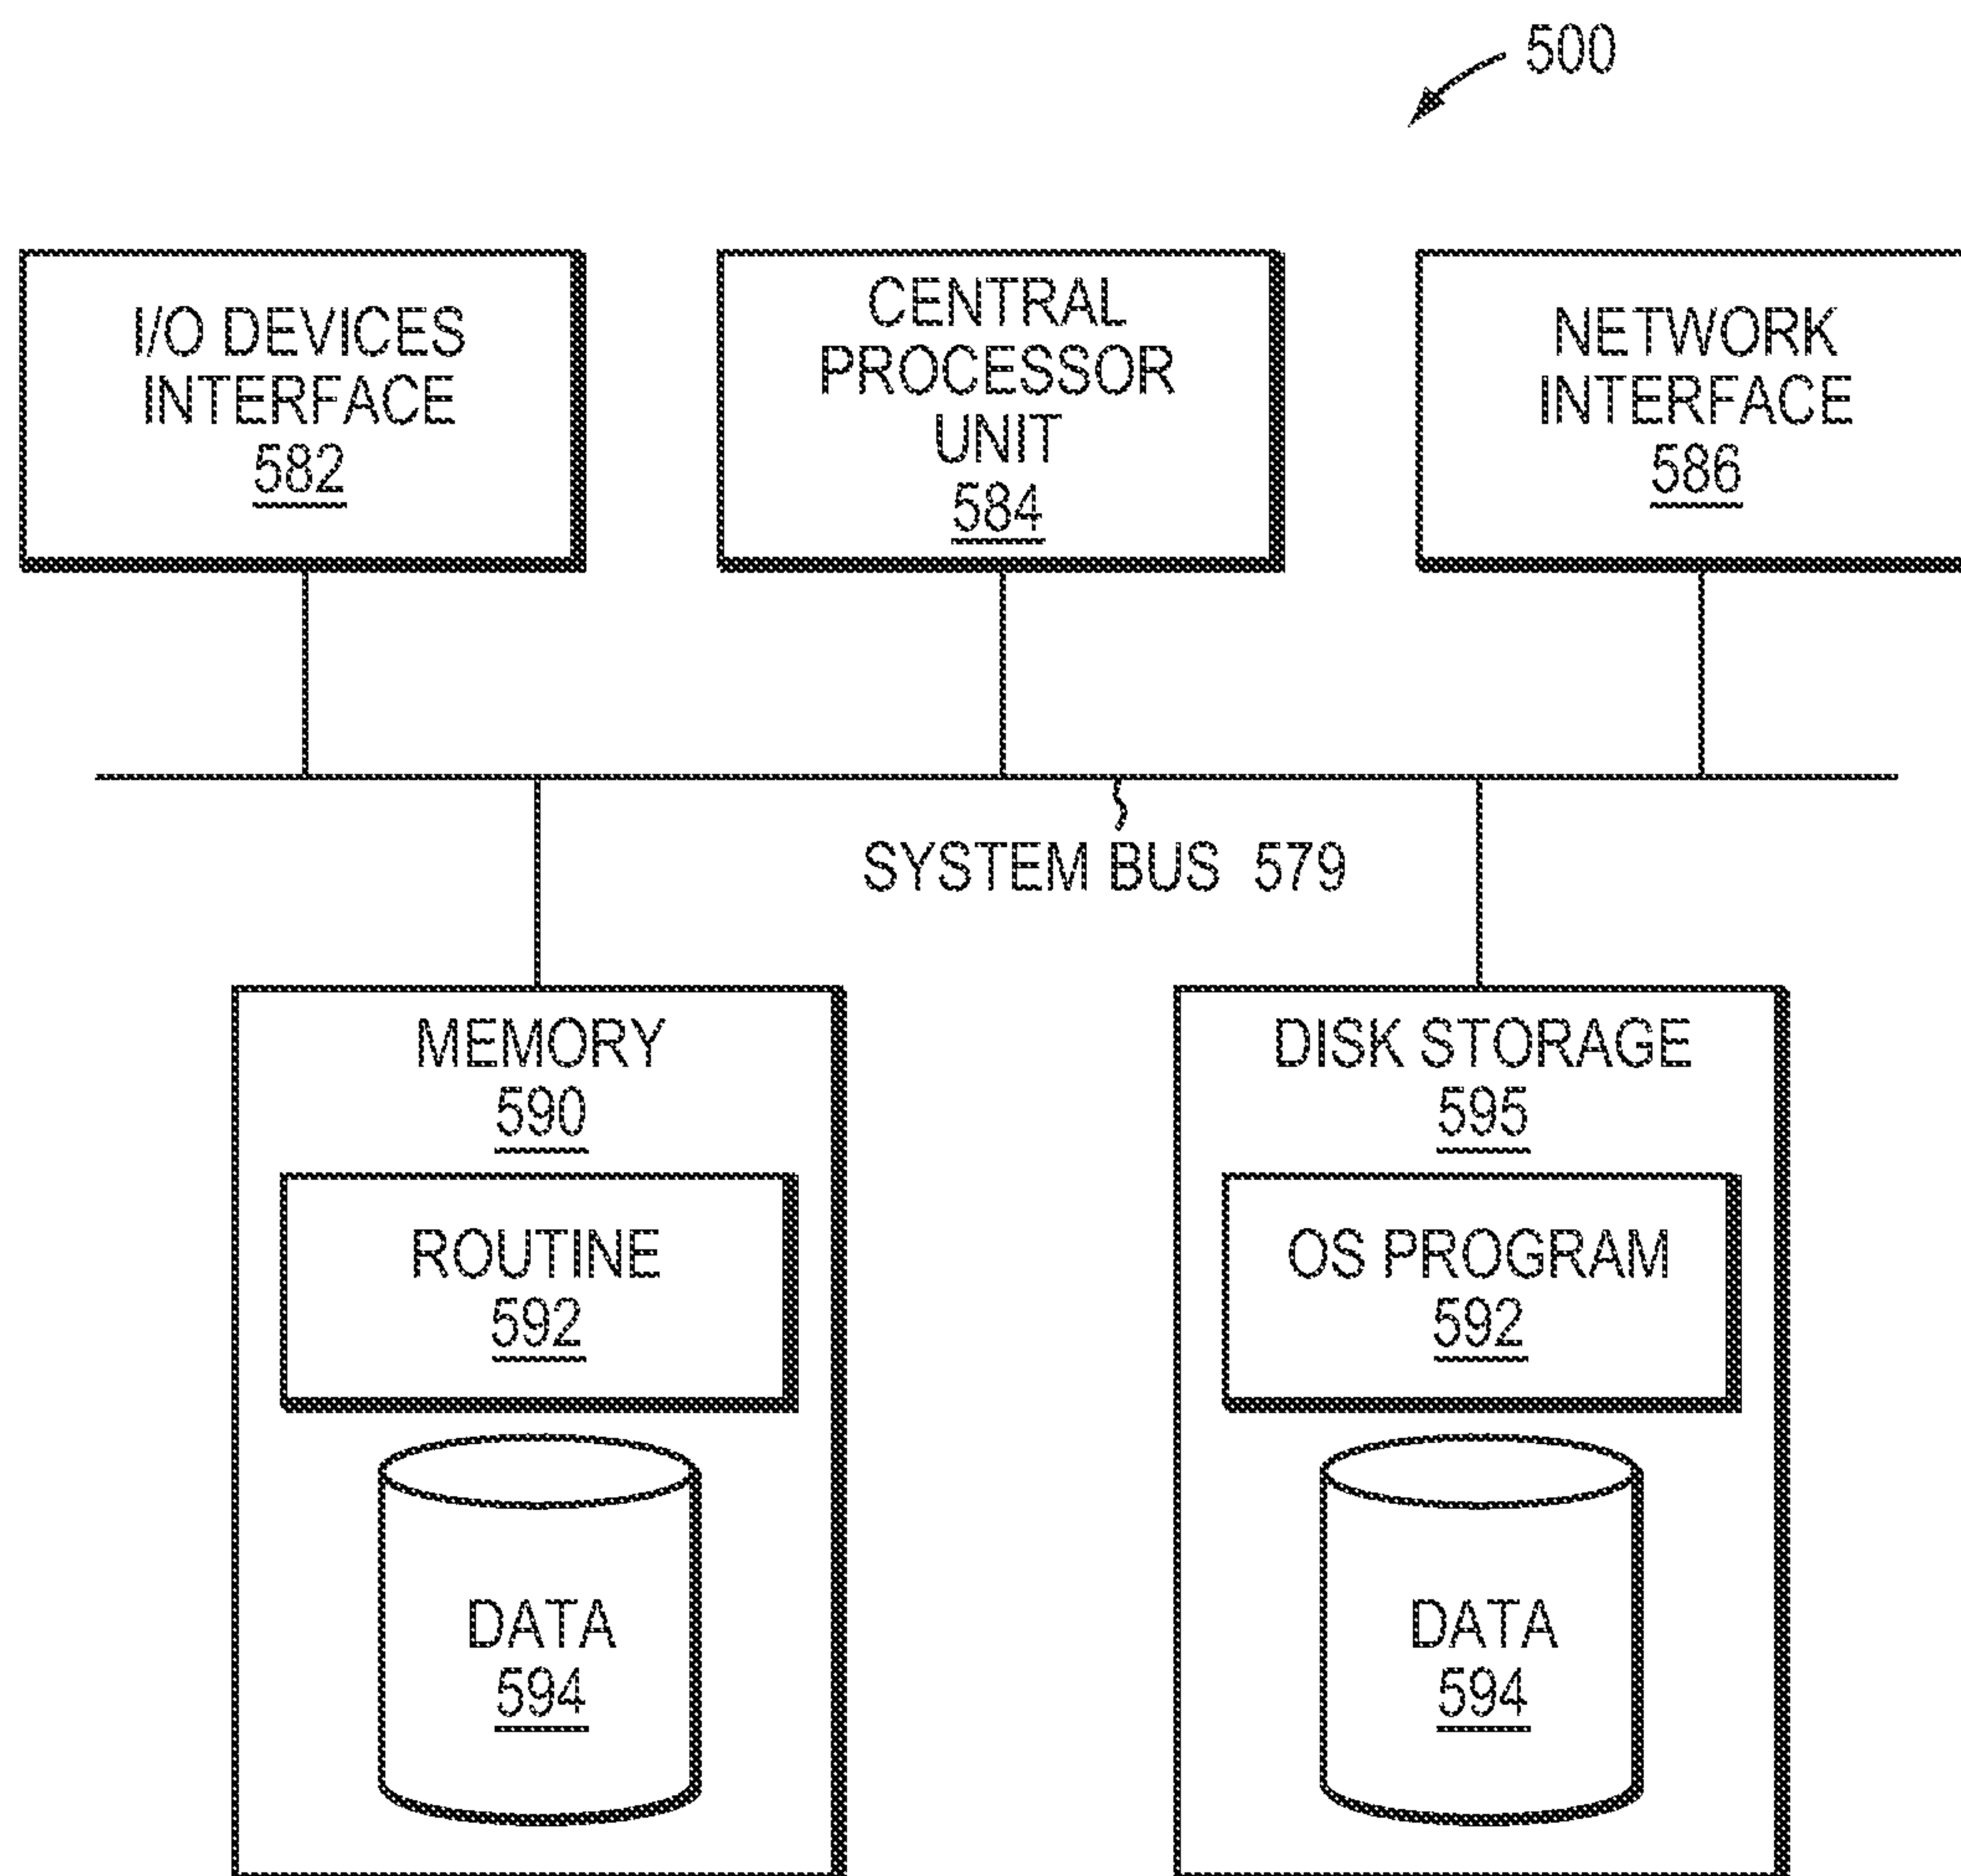 500
I/O DEVICES
INTERFACE
582
CENTRAL
PROCESSOR
UNIT
584
NETWORK
INTERFACE
586
SYSTEM BUS 579
MEMORY
590
ROUTINE
592
DATA
594
DISK STORAGE
595
OS PROGRAM
592
DATA
594